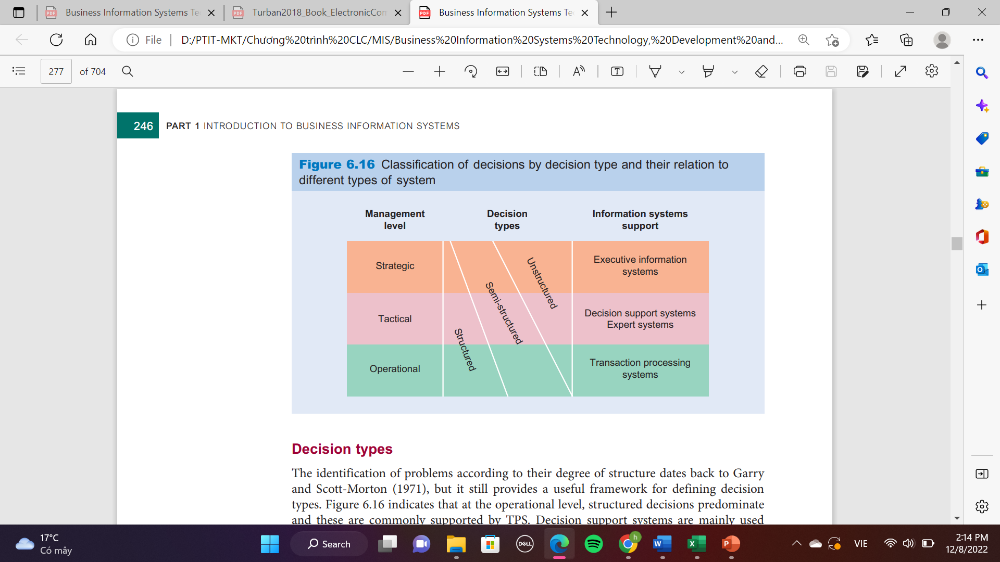 Business Information Systems Te
Turban2018_Book_ElectronicCom
Business Information Systems Te
File
D:/PTIT-MKT/Chương%20trình%20CLC/MIS/Business%20Information%20Systems%20Technology,%20Development%20and...
277
of 704
246
PART 1 INTRODUCTION TO BUSINESS INFORMATION SYSTEMS
Figure 6.16 Classification of decisions by decision type and their relation to
different types of system
Management
level
Decision
types
Information systems
support
Strategic
Executive information
systems
Unstructured
Semi-structured
Tactical
Decision support systems
Expert systems
Structured
Operational
Transaction processing
systems
Decision types
The identification of problems according to their degree of structure dates back to Garry
and Scott-Morton (1971), but it still provides a useful framework for defining decision
types. Figure 6.16 indicates that at the operational level, structured decisions predominate
and these are commonly supported by TPS. Decision support systems are mainly used
17°C
Có mây
Search
DELL
h
W
X
P
VIE
2:14 PM
12/8/2022